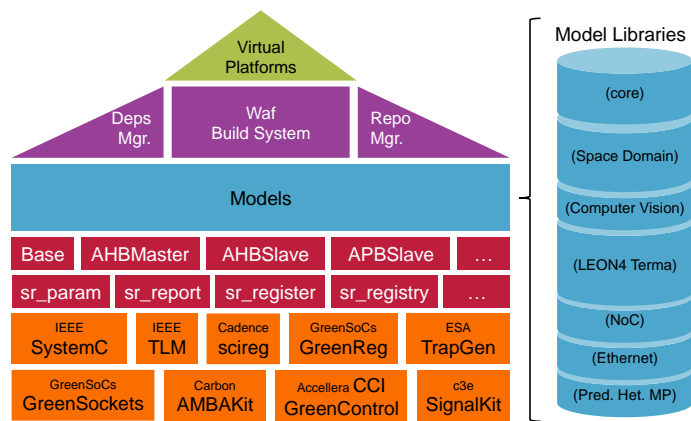 Virtual
Platforms
Deps
Mgr.
Waf
Build System
Repo
Mgr.
Models
Base AHBMaster AHBSlave APBSlave ...
sr_param sr_report sr_register sr_registry ...
IEEE
SystemC
IEEE
TLM
Cadence
scireg
GreenSoCs
GreenReg
ESA
TrapGen
GreenSoCs
GreenSockets
Carbon
AMBAKit
Accellera CCI
GreenControl
c3e
SignalKit
Model Libraries
(core)
(Space Domain)
(Computer Vision)
(LEON4 Terma)
(NoC)
(Ethernet)
(Pred. Het. MP)